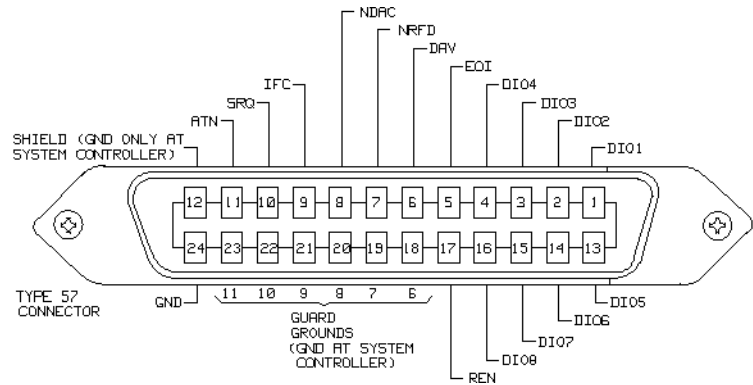 NDAC
NRFD
DAV
IFC
EOI
SRQ
DIO4
ATN
DIO3
DIO2
SHIELD (GND ONLY AT
SYSTEM CONTROLLER)
DIO1
12 11 10 9 8 7 6 5 4 3 2 1
24 23 22 21 20 19 18 17 16 15 14 13
TYPE 57
CONNECTOR
GND
11 10 9 8 7 6
DIO5
GUARD
GROUNDS
(GND AT SYSTEM
CONTROLLER)
DIO6
DIO7
DIO8
REN